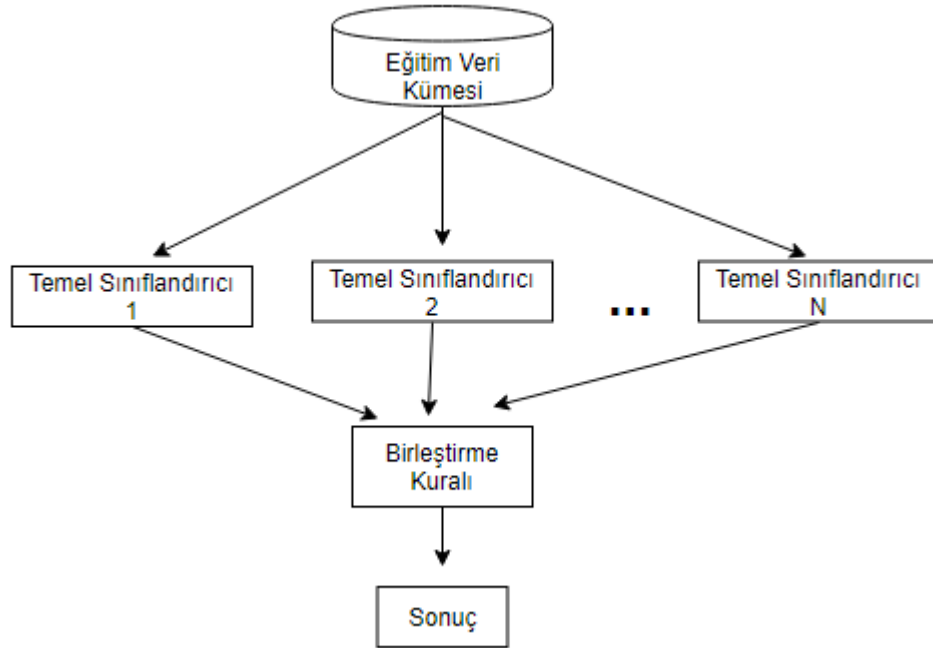 Eğitim Veri
Kümesi
Temel Sınıflandırıcı
1
Temel Sınıflandırıcı
2
...
Temel Sınıflandırıcı
N
Birleştirme
Kuralı
Sonuç